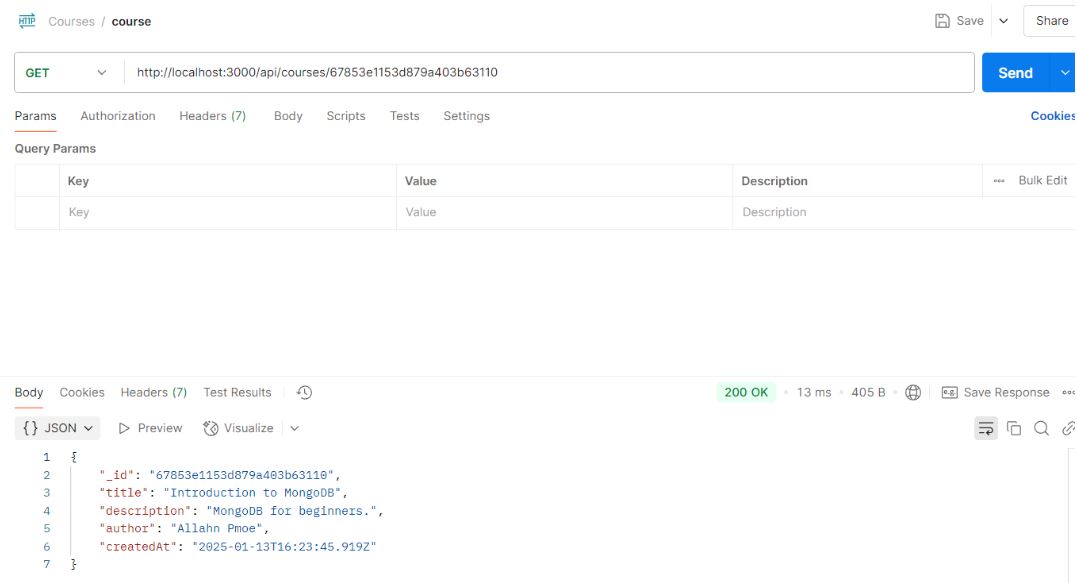 HTTP Courses / course Save Share
GET http://localhost:3000/api/courses/67853e1153d879a403b63110 Send
Params Authorization Headers (7) Body Scripts Tests Settings Cookies
Query Params
Key Value Description ••• Bulk Edit
Key Value Description
Body Cookies Headers (7) Test Results 200 OK • 13 ms • 405 B • e.g. Save Response •••
{} JSON Preview Visualize
1 {
2 "_id": "67853e1153d879a403b63110",
3 "title": "Introduction to MongoDB",
4 "description": "MongoDB for beginners.",
5 "author": "Allahn Pmoe",
6 "createdAt": "2025-01-13T16:23:45.919Z"
7 }